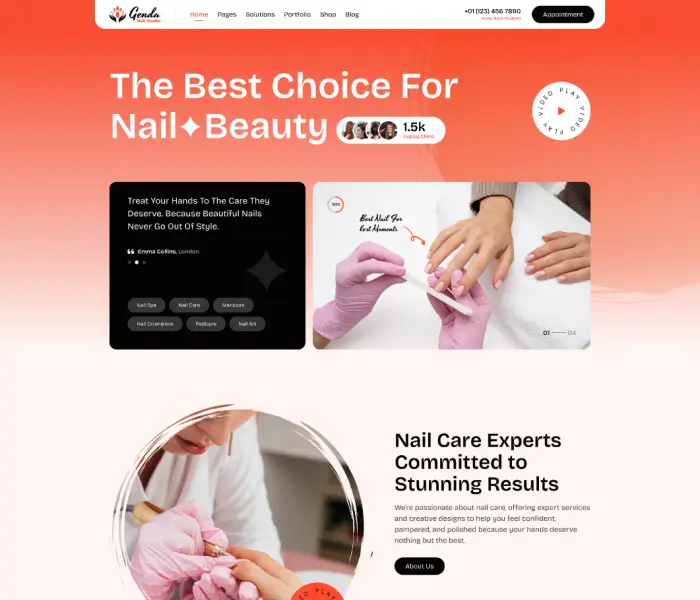 Genda
Nail Studio
Home
Pages
Solutions
Portfolio
Shop
Blog
+01 (123) 456 7890
Appointment
The Best Choice For
Nail✦Beauty
1.5k
Happy Clients
VIDEO PLAY VIDEO PLAY
Treat Your Hands To The Care They
Deserve. Because Beautiful Nails
Never Go Out Of Style.
Emma Collins, London
Nail Spa
Nail Care
Manicure
Nail Extensions
Pedicure
Nail Art
90%
Best Nail For
best Moments
01
04
Nail Care Experts
Committed to
Stunning Results
We're passionate about nail care, offering expert services
and creative designs to help you feel confident,
pampered, and polished because your hands deserve
nothing but the best.
About Us
VIDEO PLAY